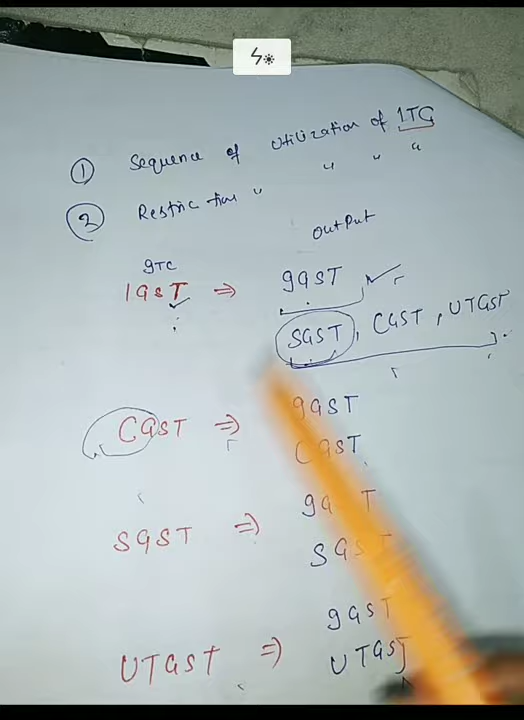 ① Sequence of Utilization of ITC
② Restriction " " " "
OUTPUT
ITC
IGST ⇒ IGST
SGST, CGST, UTGST
CGST ⇒ IGST
CGST
SGST ⇒ IGST
SGST
UTGST ⇒ IGST
UTGST